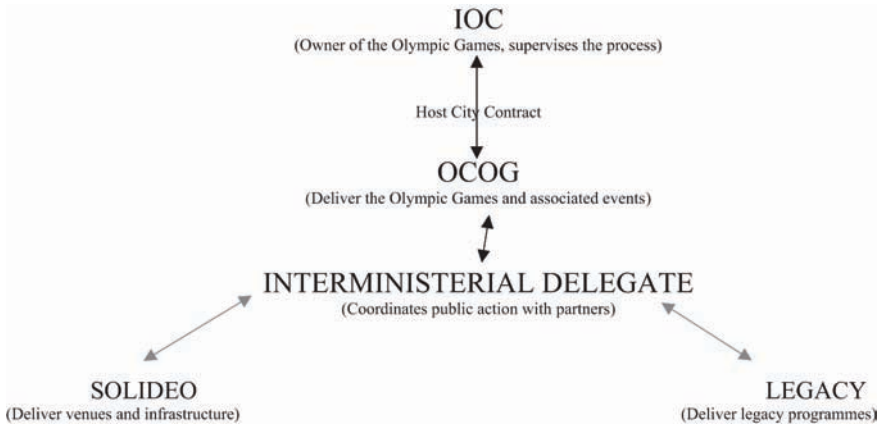 IOC
(Owner of the Olympic Games, supervises the process)
Host City Contract
OCOG
(Deliver the Olympic Games and associated events)
INTERMINISTERIAL DELEGATE
(Coordinates public action with partners)
SOLIDEO
(Deliver venues and infrastructure)
LEGACY
(Deliver legacy programmes)